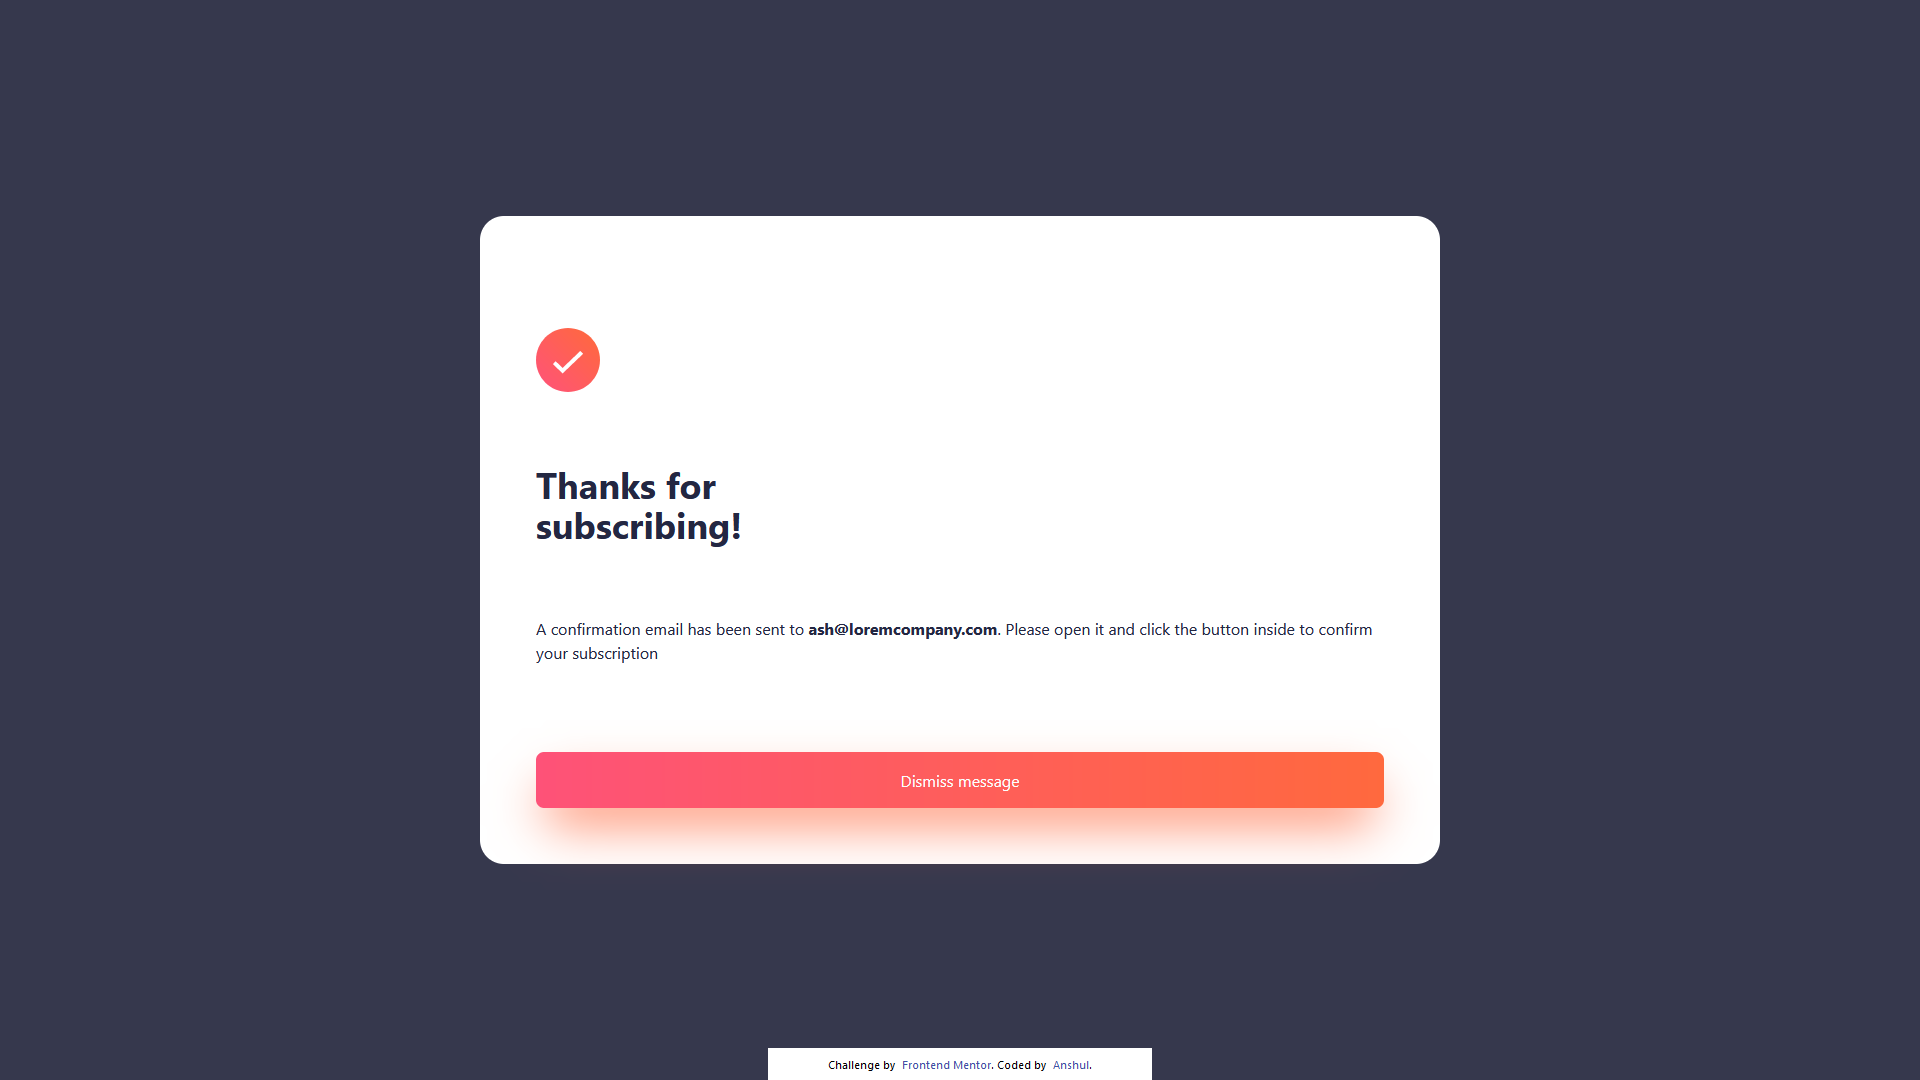 Thanks for
subscribing!
A confirmation email has been sent to ash@loremcompany.com. Please open it and click the button inside to confirm
your subscription
Dismiss message
Challenge by Frontend Mentor. Coded by Anshul.